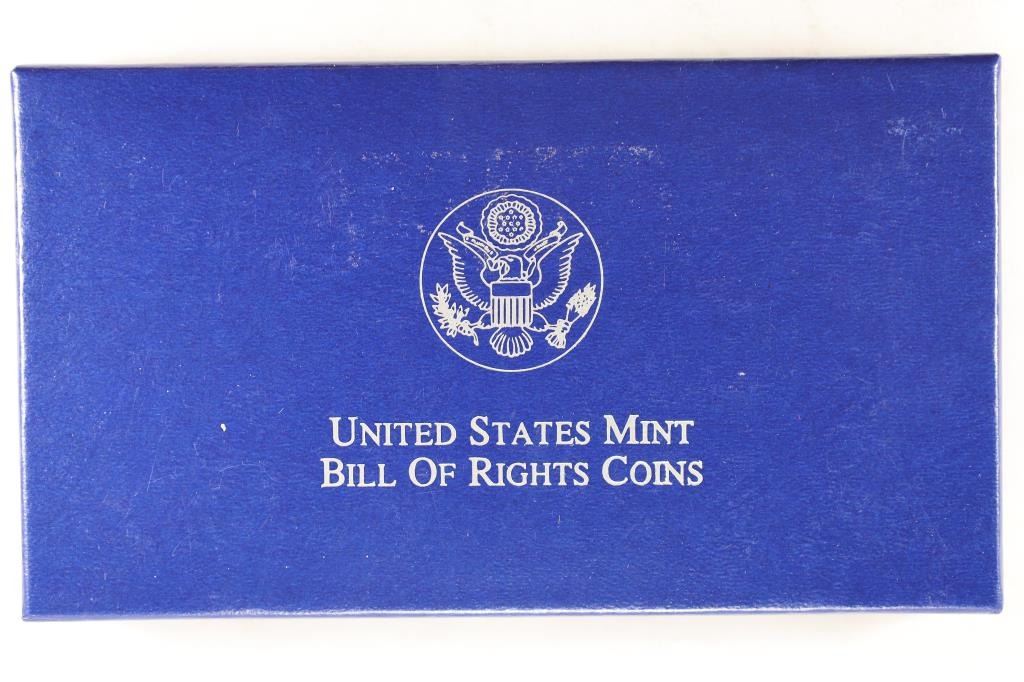 UNITED STATES MINT
BILL OF RIGHTS COINS